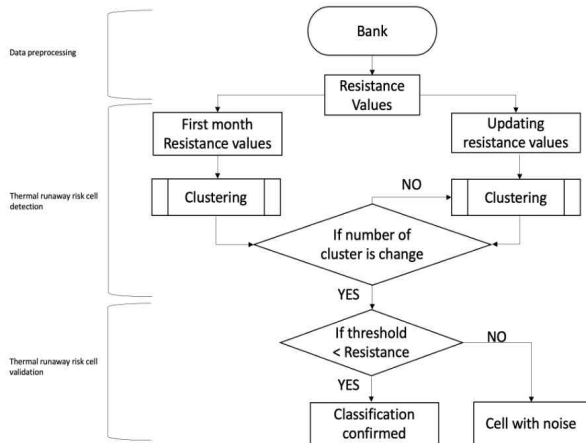 Bank
Data preprocessing
Resistance
Values
First month
Resistance values
Updating
resistance values
Thermal runaway risk cell
detection
Clustering
NO
Clustering
If number of
cluster is change
YES
Thermal runaway risk cell
validation
If threshold
< Resistance
NO
YES
Classification
confirmed
Cell with noise